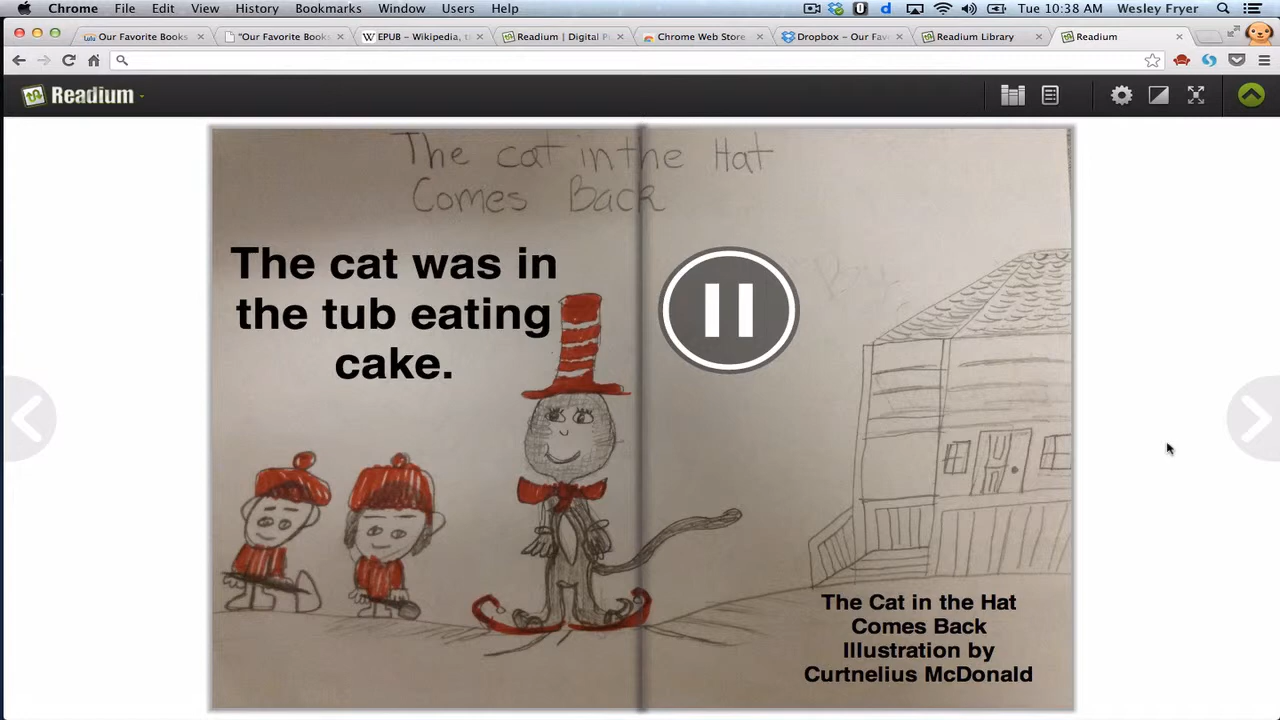 Chrome File Edit View History Bookmarks Window Users Help Tue 10:38 AM Wesley Fryer
Our Favorite Books "Our Favorite Books EPUB - Wikipedia, t Readium | Digital P Chrome Web Store Dropbox - Our Fav Readium Library Readium
Readium
The cat in the Hat
Comes Back
The cat was in
the tub eating
cake.
The Cat in the Hat
Comes Back
Illustration by
Curtnelius McDonald